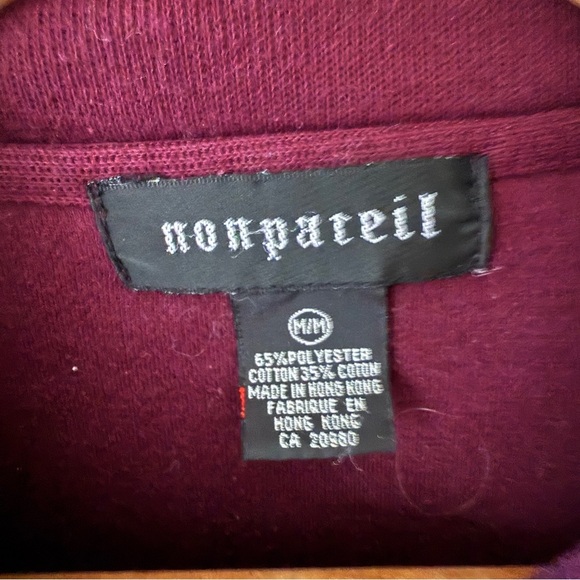 nonpareil
M/M
65%POLYESTER
COTTON 35% COTON
MADE IN HONG KONG
FABRIQUE EN
HONG KONG
CA 20980